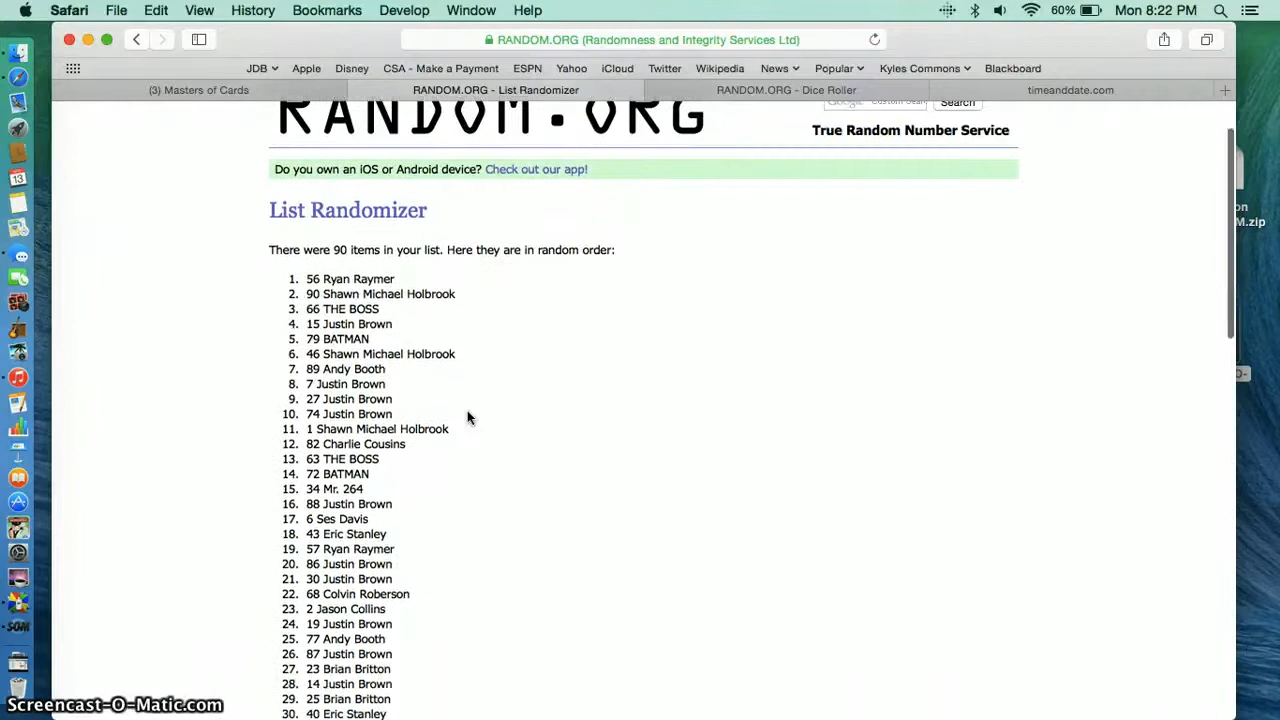 Safari File Edit View History Bookmarks Develop Window Help 60% Mon 8:22 PM
RANDOM.ORG (Randomness and Integrity Services Ltd)
JDB Apple Disney CSA - Make a Payment ESPN Yahoo iCloud Twitter Wikipedia News Popular Kyles Commons Blackboard
(3) Masters of Cards RANDOM.ORG - List Randomizer RANDOM.ORG - Dice Roller timeanddate.com
RANDOM.ORG
Google Custom Sear Search
True Random Number Service
Do you own an iOS or Android device? Check out our app!
List Randomizer
There were 90 items in your list. Here they are in random order:
1. 56 Ryan Raymer
2. 90 Shawn Michael Holbrook
3. 66 THE BOSS
4. 15 Justin Brown
5. 79 BATMAN
6. 46 Shawn Michael Holbrook
7. 89 Andy Booth
8. 7 Justin Brown
9. 27 Justin Brown
10. 74 Justin Brown
11. 1 Shawn Michael Holbrook
12. 82 Charlie Cousins
13. 63 THE BOSS
14. 72 BATMAN
15. 34 Mr. 264
16. 88 Justin Brown
17. 6 Ses Davis
18. 43 Eric Stanley
19. 57 Ryan Raymer
20. 86 Justin Brown
21. 30 Justin Brown
22. 68 Colvin Roberson
23. 2 Jason Collins
24. 19 Justin Brown
25. 77 Andy Booth
26. 87 Justin Brown
27. 23 Brian Britton
28. 14 Justin Brown
29. 25 Brian Britton
30. 40 Eric Stanley
on
M.zip
13
SOM
Screencast-O-Matic.com